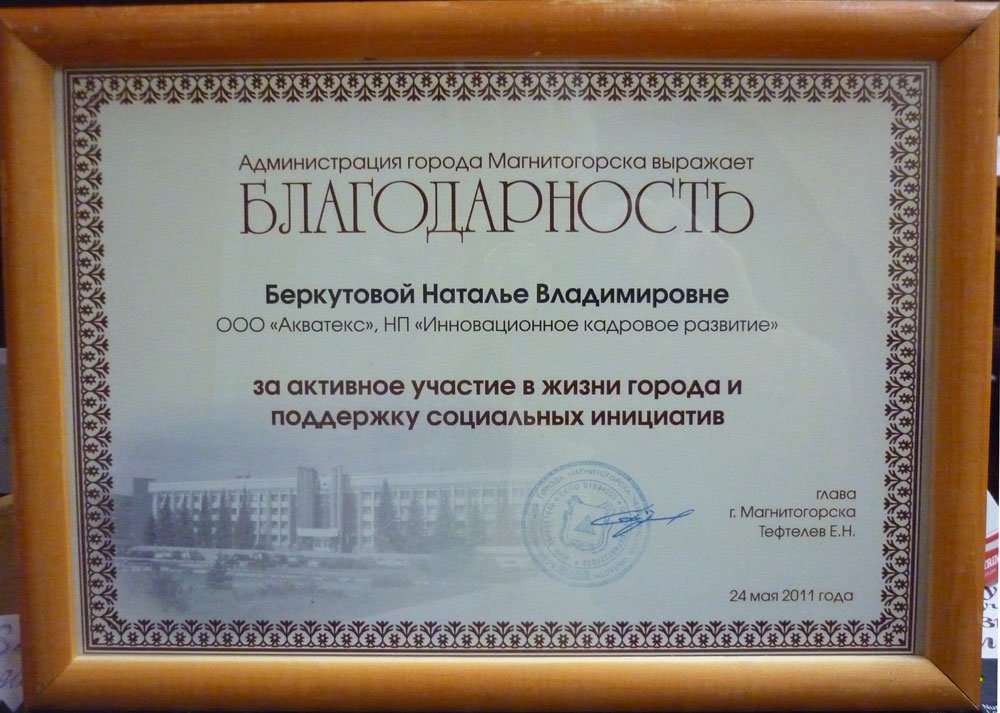 Администрация города Магнитогорска выражает
БЛАГОДАРНОСТЬ
Беркутовой Наталье Владимировне
ООО «Акватекс», НП «Инновационное кадровое развитие»
за активное участие в жизни города и
поддержку социальных инициатив
глава
г. Магнитогорска
Тефтелев Е.Н.
24 мая 2011 года